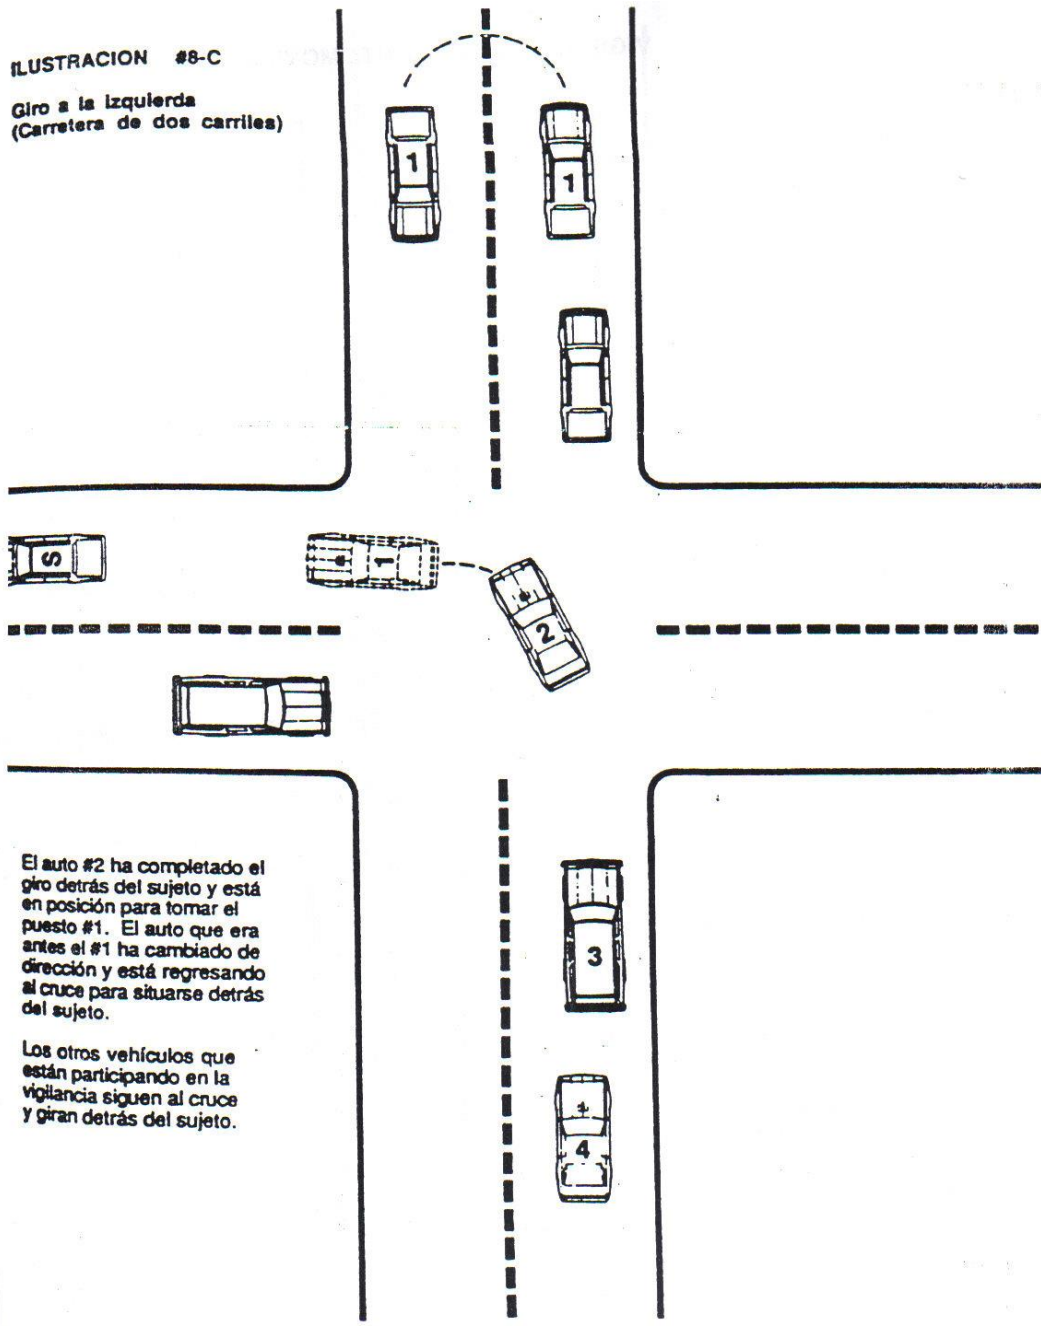 ILUSTRACION #8-C
Giro a la izquierda
(Carretera de dos carriles)
1
1
S
1
2
3
4
El auto #2 ha completado el
giro detrás del sujeto y está
en posición para tomar el
puesto #1. El auto que era
antes el #1 ha cambiado de
dirección y está regresando
al cruce para situarse detrás
del sujeto.
Los otros vehículos que
están participando en la
vigilancia siguen al cruce
y giran detrás del sujeto.